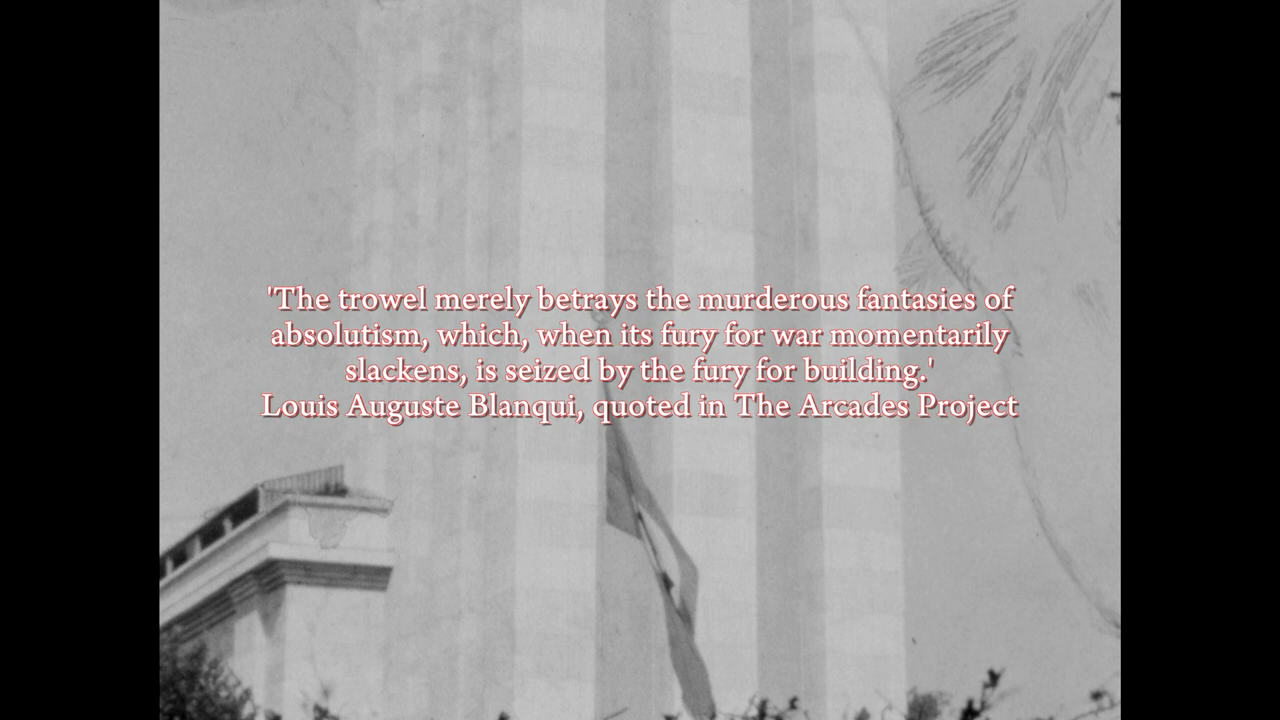 'The trowel merely betrays the murderous fantasies of
absolutism, which, when its fury for war momentarily
slackens, is seized by the fury for building.'
Louis Auguste Blanqui, quoted in The Arcades Project